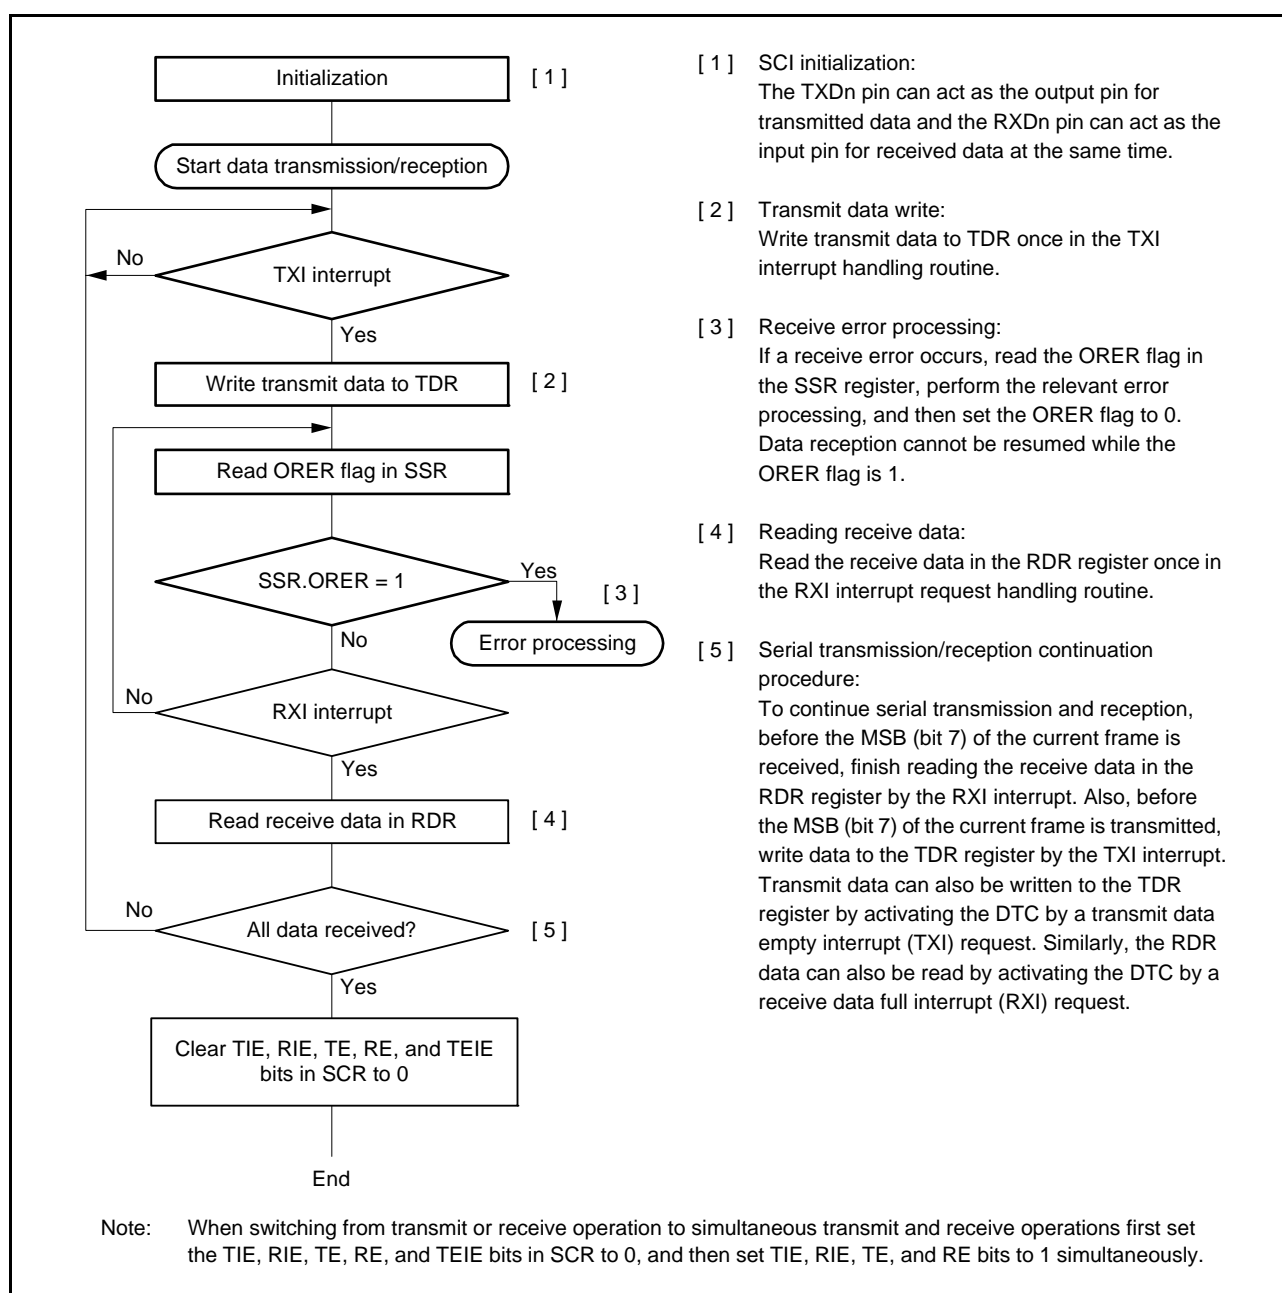 Initialization
[ 1 ]
Start data transmission/reception
No
TXI interrupt
Yes
Write transmit data to TDR
[ 2 ]
Read ORER flag in SSR
SSR.ORER = 1
Yes
[ 3 ]
Error processing
No
No
RXI interrupt
Yes
Read receive data in RDR
[ 4 ]
No
All data received?
[ 5 ]
Yes
Clear TIE, RIE, TE, RE, and TEIE
bits in SCR to 0
End
[ 1 ] SCI initialization:
The TXDn pin can act as the output pin for
transmitted data and the RXDn pin can act as the
input pin for received data at the same time.
[ 2 ] Transmit data write:
Write transmit data to TDR once in the TXI
interrupt handling routine.
[ 3 ] Receive error processing:
If a receive error occurs, read the ORER flag in
the SSR register, perform the relevant error
processing, and then set the ORER flag to 0.
Data reception cannot be resumed while the
ORER flag is 1.
[ 4 ] Reading receive data:
Read the receive data in the RDR register once in
the RXI interrupt request handling routine.
[ 5 ] Serial transmission/reception continuation
procedure:
To continue serial transmission and reception,
before the MSB (bit 7) of the current frame is
received, finish reading the receive data in the
RDR register by the RXI interrupt. Also, before
the MSB (bit 7) of the current frame is transmitted,
write data to the TDR register by the TXI interrupt.
Transmit data can also be written to the TDR
register by activating the DTC by a transmit data
empty interrupt (TXI) request. Similarly, the RDR
data can also be read by activating the DTC by a
receive data full interrupt (RXI) request.
Note: When switching from transmit or receive operation to simultaneous transmit and receive operations first set
the TIE, RIE, TE, RE, and TEIE bits in SCR to 0, and then set TIE, RIE, TE, and RE bits to 1 simultaneously.